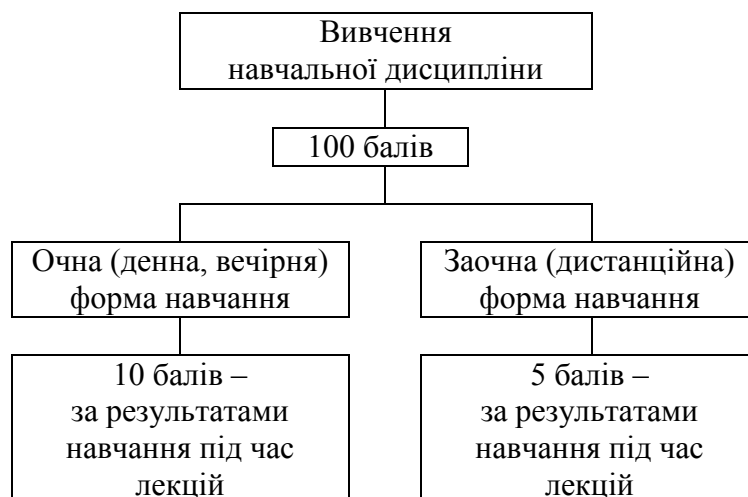 Вивчення
навчальної дисципліни
100 балів
Очна (денна, вечірня)
форма навчання
Заочна (дистанційна)
форма навчання
10 балів –
за результатами
навчання під час
лекцій
5 балів –
за результатами
навчання під час
лекцій